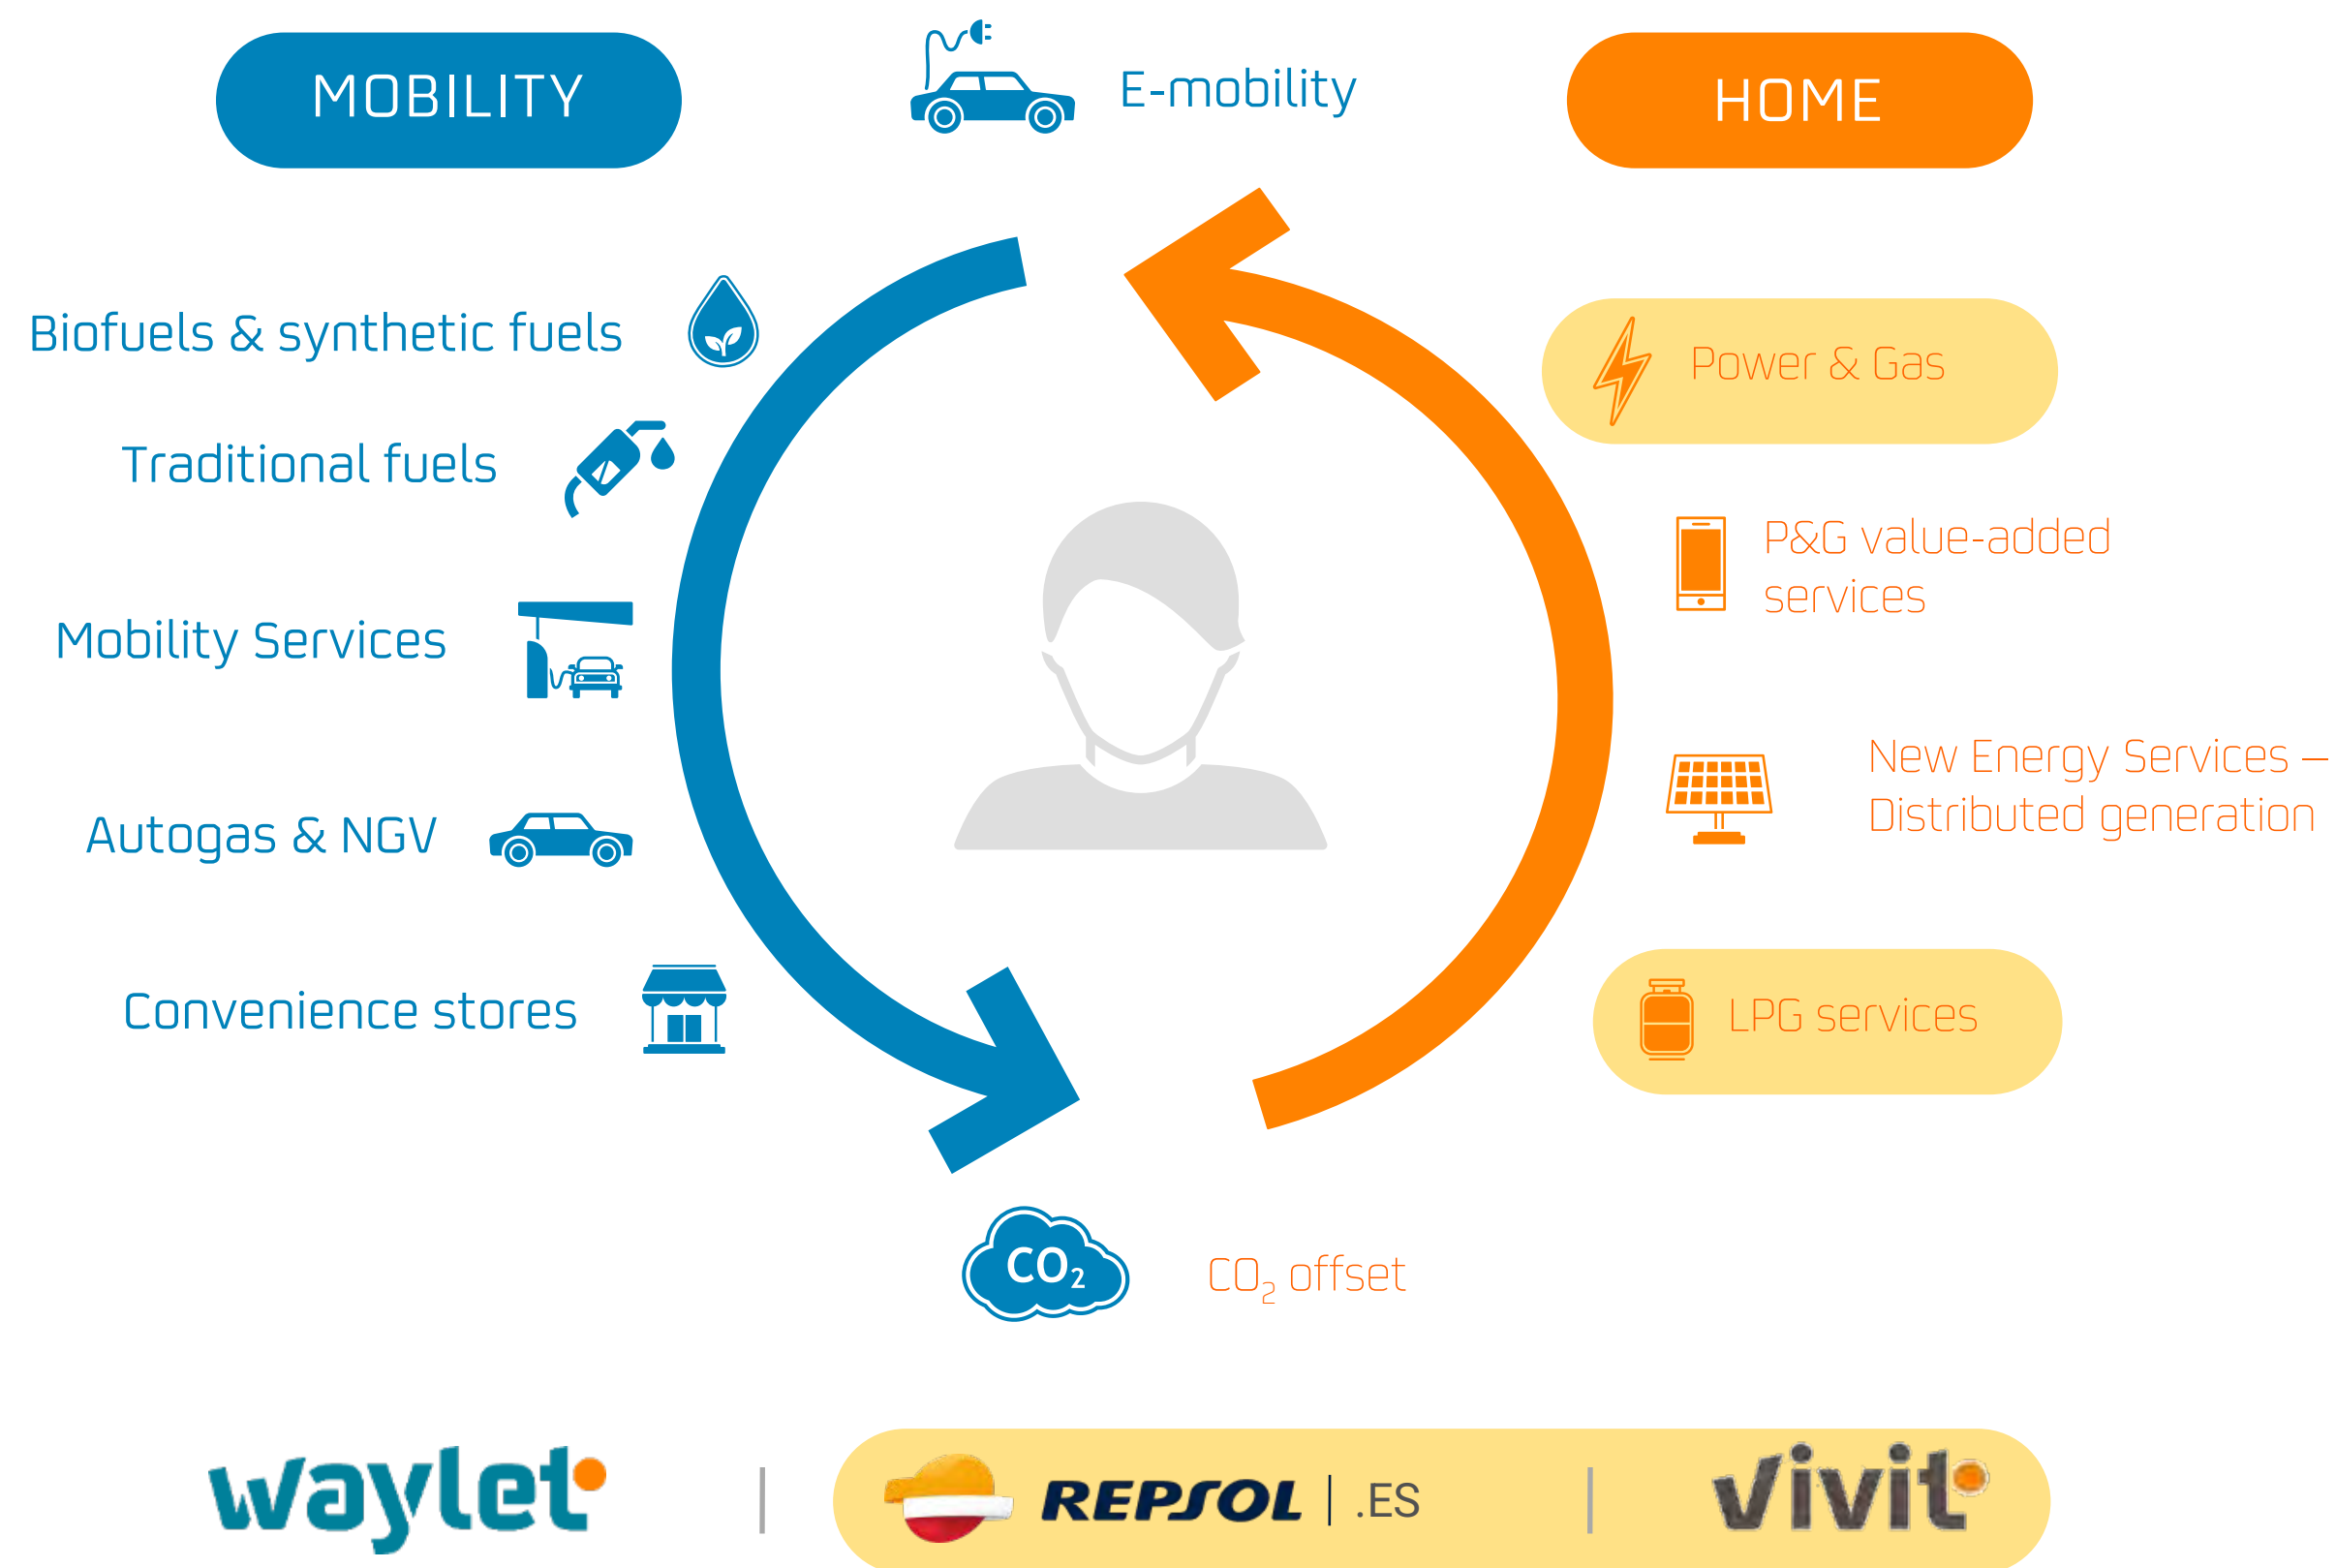 MOBILITY
E-mobility
HOME
Biofuels & synthetic fuels
Traditional fuels
Mobility Services
Autogas & NGV
Convenience stores
Power & Gas
P&G value-added
services
New Energy Services –
Distributed generation
LPG services
CO₂
CO₂ offset
waylet
REPSOL | .ES
vivit